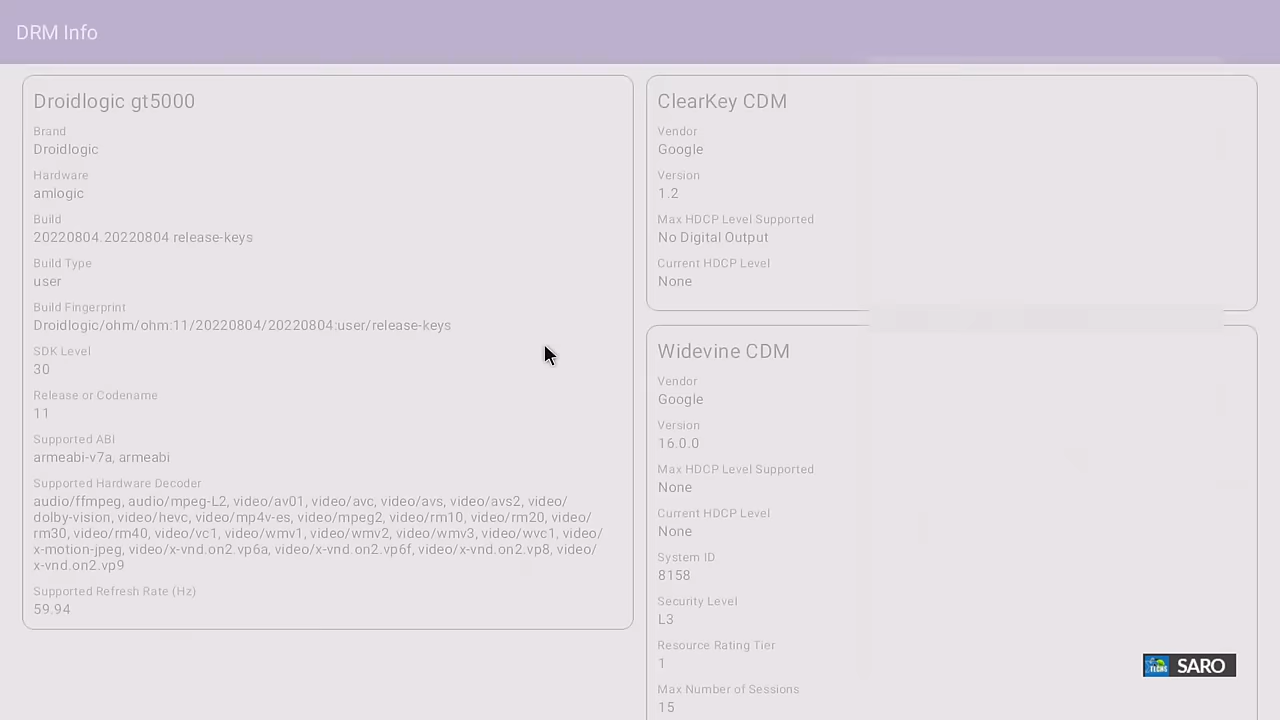 DRM Info
Droidlogic gt5000
Brand
Droidlogic
Hardware
amlogic
Build
20220804.20220804 release-keys
Build Type
user
Build Fingerprint
Droidlogic/ohm/ohm:11/20220804/20220804:user/release-keys
SDK Level
30
Release or Codename
11
Supported ABI
armeabi-v7a, armeabi
Supported Hardware Decoder
audio/ffmpeg, audio/mpeg-L2, video/av01, video/avc, video/avs, video/avs2, video/
dolby-vision, video/hevc, video/mp4v-es, video/mpeg2, video/rm10, video/rm20, video/
rm30, video/rm40, video/vc1, video/wmv1, video/wmv2, video/wmv3, video/wvc1, video/
x-motion-jpeg, video/x-vnd.on2.vp6a, video/x-vnd.on2.vp6f, video/x-vnd.on2.vp8, video/
x-vnd.on2.vp9
Supported Refresh Rate (Hz)
59.94
ClearKey CDM
Vendor
Google
Version
1.2
Max HDCP Level Supported
No Digital Output
Current HDCP Level
None
Widevine CDM
Vendor
Google
Version
16.0.0
Max HDCP Level Supported
None
Current HDCP Level
None
System ID
8158
Security Level
L3
Resource Rating Tier
1
Max Number of Sessions
15
TECHS SARO